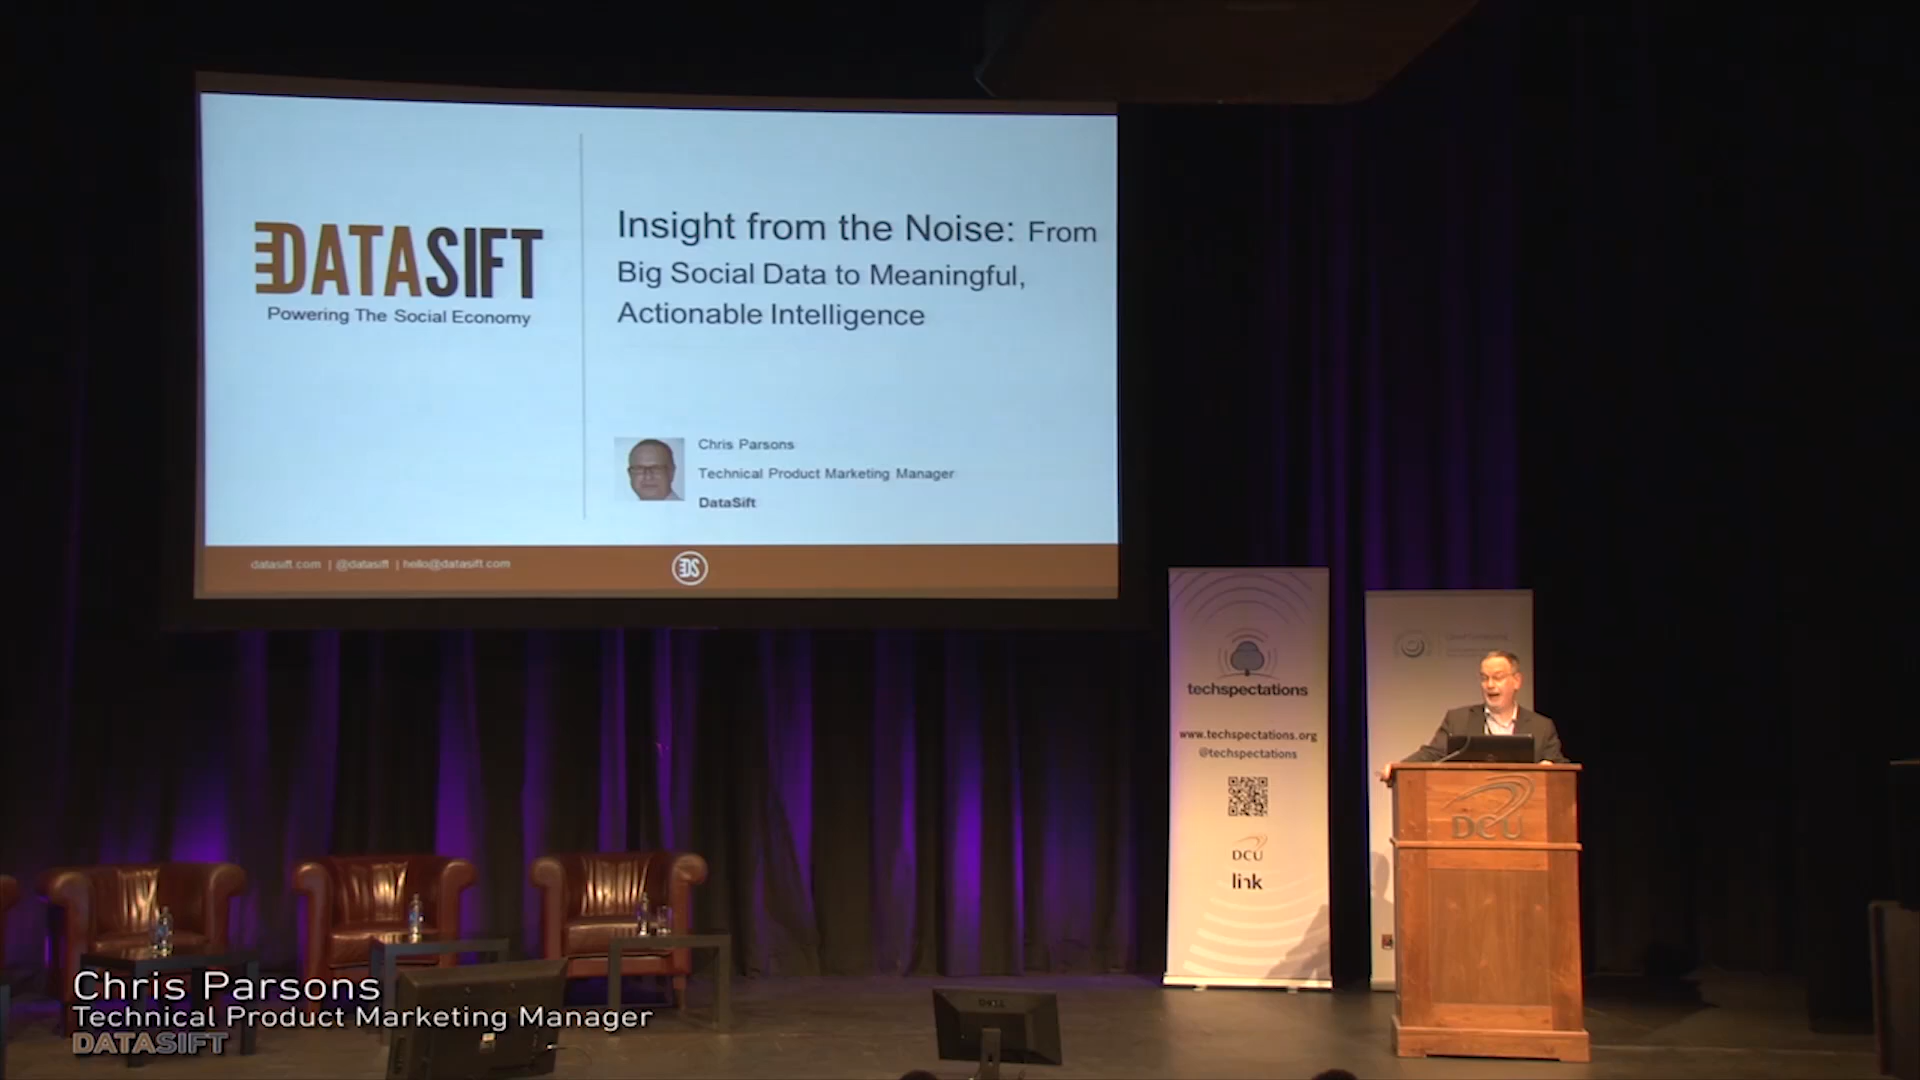 DATASIFT
Powering The Social Economy
Insight from the Noise: From
Big Social Data to Meaningful,
Actionable Intelligence
Chris Parsons
Technical Product Marketing Manager
DataSift
datasift.com | @datasift | hello@datasift.com
DS
techspectations
www.techspectations.org
@techspectations
DCU
link
DCU
DELL
Chris Parsons
Technical Product Marketing Manager
DATASIFT